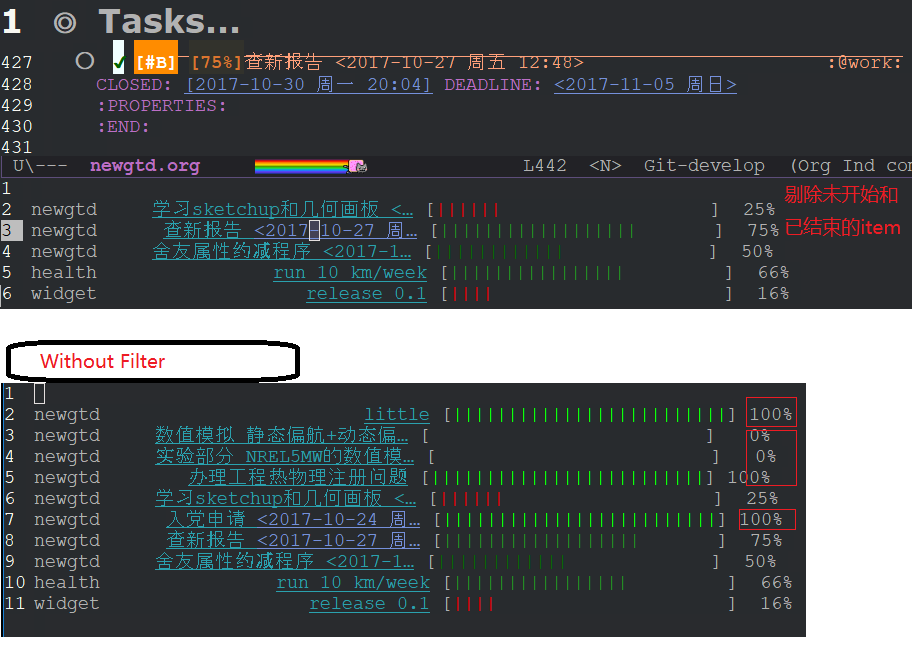 1 ◎ Tasks...
427 ○ ✓ [#B] [75%]查新报告 <2017-10-27 周五 12:48> :@work:
428 CLOSED: [2017-10-30 周一 20:04] DEADLINE: <2017-11-05 周日>
429 :PROPERTIES:
430 :END:
431
U\--- newgtd.org L442 <N> Git-develop (Org Ind con
1
2 newgtd 学习sketchup和几何画板 <… [||||||] 25%
3 newgtd 查新报告 <2017-10-27 周… [||||||||||||||||||] 75%
4 newgtd 舍友属性约减程序 <2017-1… [||||||||||||] 50%
5 health run 10 km/week [||||||||||||||||] 66%
6 widget release 0.1 [||||] 16%
剔除未开始和
已结束的item
Without Filter
1
2 newgtd little [|||||||||||||||||||||||||] 100%
3 newgtd 数值模拟 静态偏航+动态偏… [ ] 0%
4 newgtd 实验部分 NREL5MW的数值模… [ ] 0%
5 newgtd 办理工程热物理注册问题 [|||||||||||||||||||||||||] 100%
6 newgtd 学习sketchup和几何画板 <… [||||||] 25%
7 newgtd 入党申请 <2017-10-24 周… [|||||||||||||||||||||||||] 100%
8 newgtd 查新报告 <2017-10-27 周… [||||||||||||||||||] 75%
9 newgtd 舍友属性约减程序 <2017-1… [||||||||||||] 50%
10 health run 10 km/week [||||||||||||||||] 66%
11 widget release 0.1 [||||] 16%